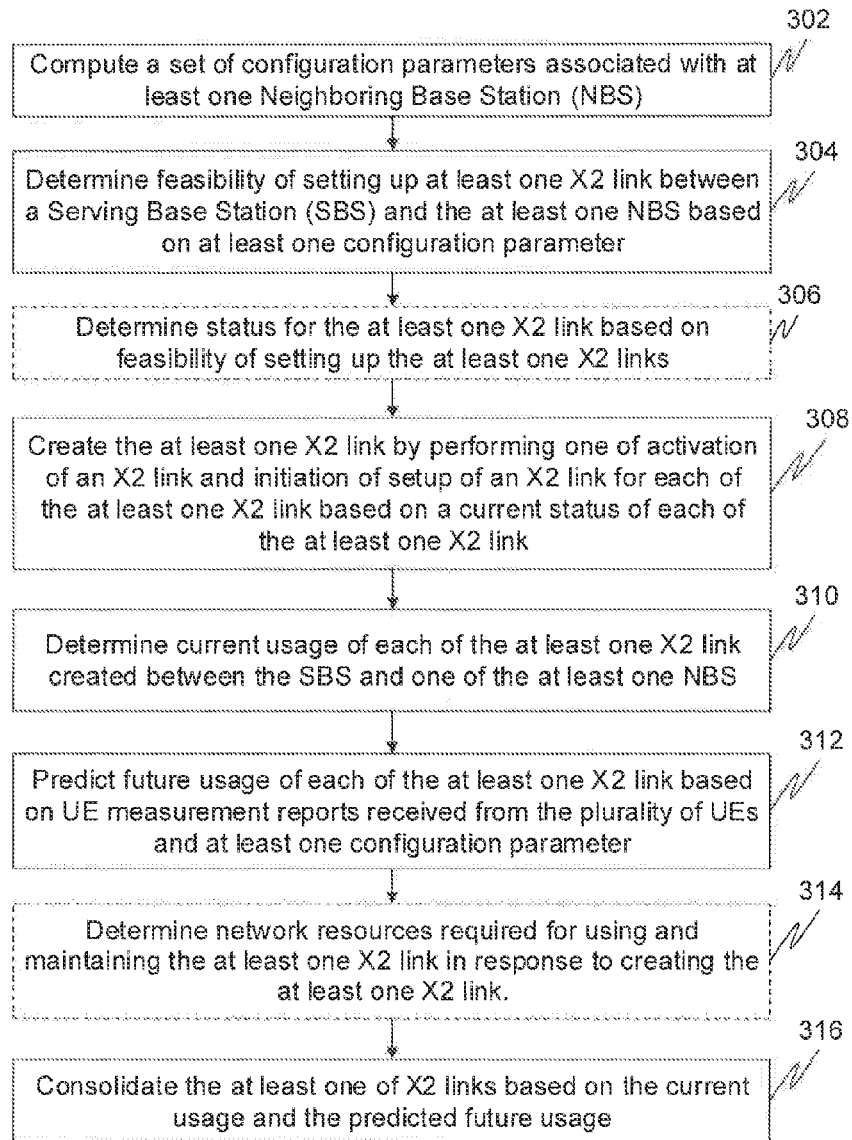 302
Compute a set of configuration parameters associated with at
least one Neighboring Base Station (NBS)
304
Determine feasibility of setting up at least one X2 link between
a Serving Base Station (SBS) and the at least one NBS based
on at least one configuration parameter
306
Determine status for the at least one X2 link based on
feasibility of setting up the at least one X2 links
308
Create the at least one X2 link by performing one of activation
of an X2 link and initiation of setup of an X2 link for each of
the at least one X2 link based on a current status of each of
the at least one X2 link
310
Determine current usage of each of the at least one X2 link
created between the SBS and one of the at least one NBS
312
Predict future usage of each of the at least one X2 link based
on UE measurement reports received from the plurality of UEs
and at least one configuration parameter
314
Determine network resources required for using and
maintaining the at least one X2 link in response to creating the
at least one X2 link.
316
Consolidate the at least one of X2 links based on the current
usage and the predicted future usage